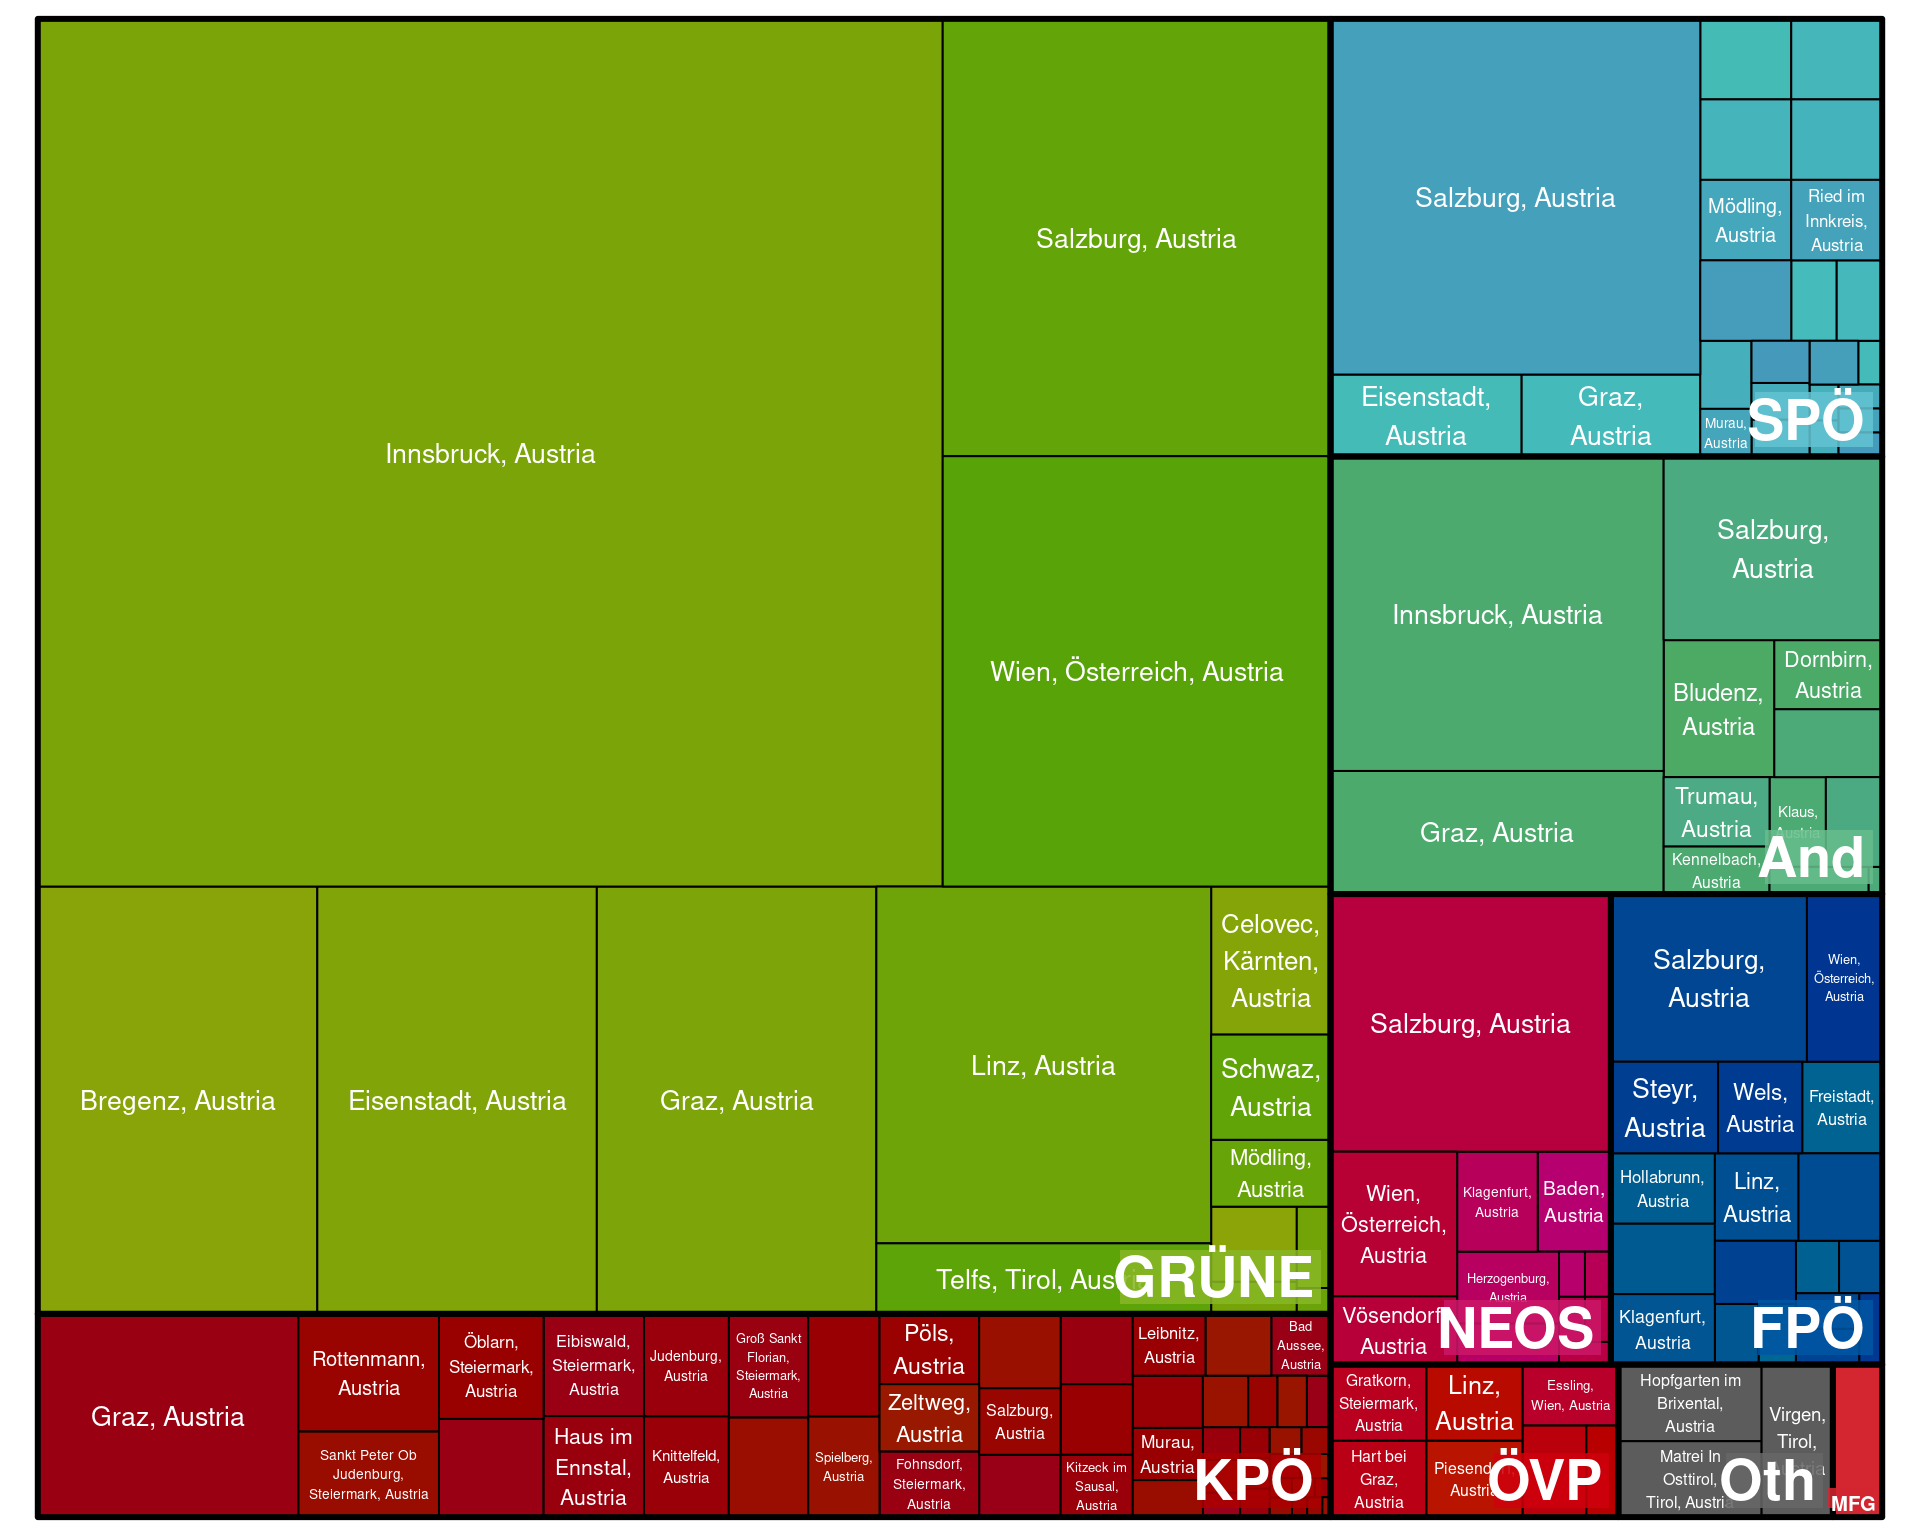 Innsbruck, Austria
Salzburg, Austria
Wien, Österreich, Austria
Bregenz, Austria
Eisenstadt, Austria
Graz, Austria
Linz, Austria
Celovec,
Kärnten,
Austria
Schwaz,
Austria
Mödling,
Austria
Telfs, Tirol, Aus
GRÜNE
Salzburg, Austria
Eisenstadt,
Austria
Graz,
Austria
Mödling,
Austria
Ried im
Innkreis,
Austria
Murau,
Austria
SPÖ
Innsbruck, Austria
Salzburg,
Austria
Bludenz,
Austria
Dornbirn,
Austria
Graz, Austria
Trumau,
Austria
Klaus,
Austria
Kennelbach,
Austria
And
Salzburg, Austria
Wien,
Österreich,
Austria
Klagenfurt,
Austria
Baden,
Austria
Herzogenburg,
Austria
Vösendorf,
Austria
NEOS
Salzburg,
Austria
Wien,
Österreich,
Austria
Steyr,
Austria
Wels,
Austria
Freistadt,
Austria
Hollabrunn,
Austria
Linz,
Austria
Klagenfurt,
Austria
FPÖ
Graz, Austria
Rottenmann,
Austria
Sankt Peter Ob
Judenburg,
Steiermark, Austria
Öblarn,
Steiermark,
Austria
Eibiswald,
Steiermark,
Austria
Haus im
Ennstal,
Austria
Judenburg,
Austria
Knittelfeld,
Austria
Groß Sankt
Florian,
Steiermark,
Austria
Spielberg,
Austria
Pöls,
Austria
Zeltweg,
Austria
Fohnsdorf,
Steiermark,
Austria
Salzburg,
Austria
Kitzeck im
Sausal,
Austria
Leibnitz,
Austria
Murau,
Austria
Bad
Aussee,
Austria
KPÖ
Gratkorn,
Steiermark,
Austria
Hart bei
Graz,
Austria
Linz,
Austria
Piesendorf,
Austria
Essling,
Wien, Austria
ÖVP
Hopfgarten im
Brixental,
Austria
Matrei In
Osttirol,
Tirol, Austria
Virgen,
Tirol,
Austria
Oth
MFG